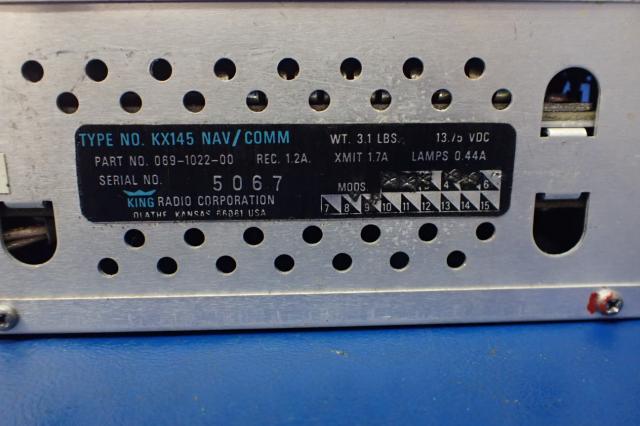 TYPE NO. KX145 NAV/COMM WT. 3.1 LBS. 13.75 VDC
PART NO. 069-1022-00 REC. 1.2A. XMIT 1.7A LAMPS 0.44A
SERIAL NO. 5067
MODS. 4 6
KING RADIO CORPORATION
7 8 9 10 11 12 13 14 15
OLATHE, KANSAS 66061 USA